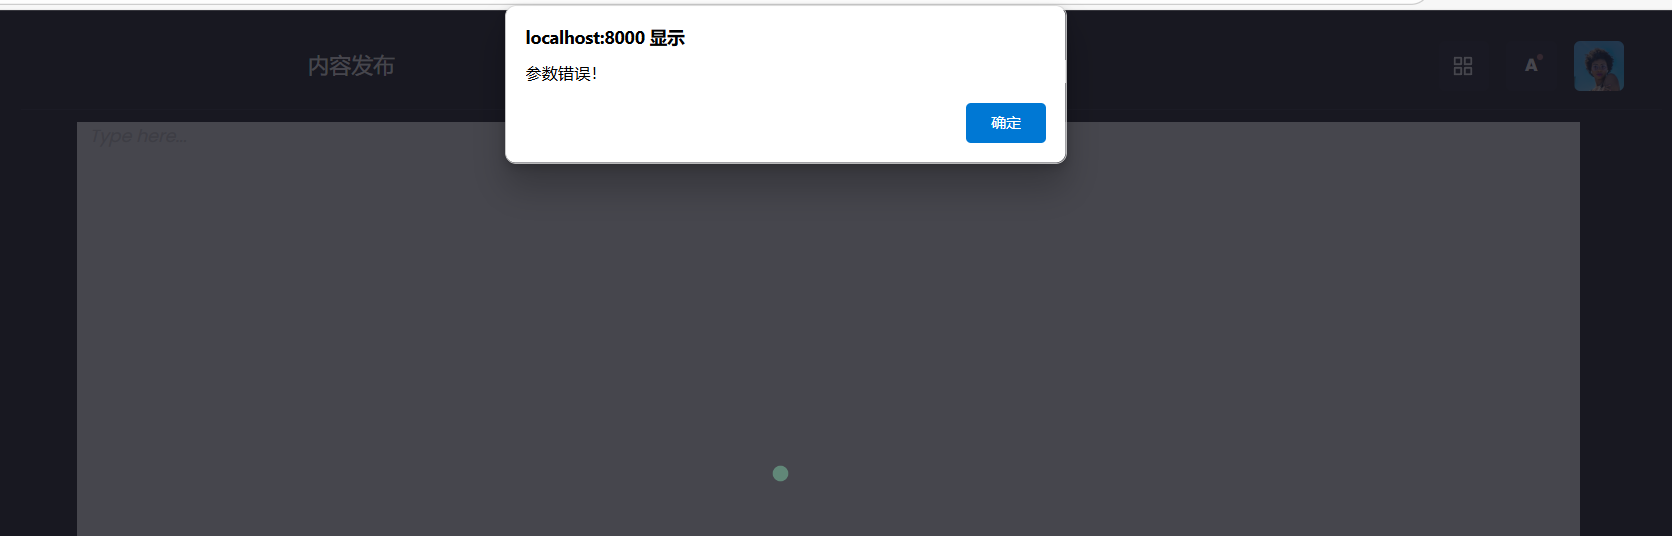 localhost:8000 显示
参数错误！
确定
内容发布
A
Type here...